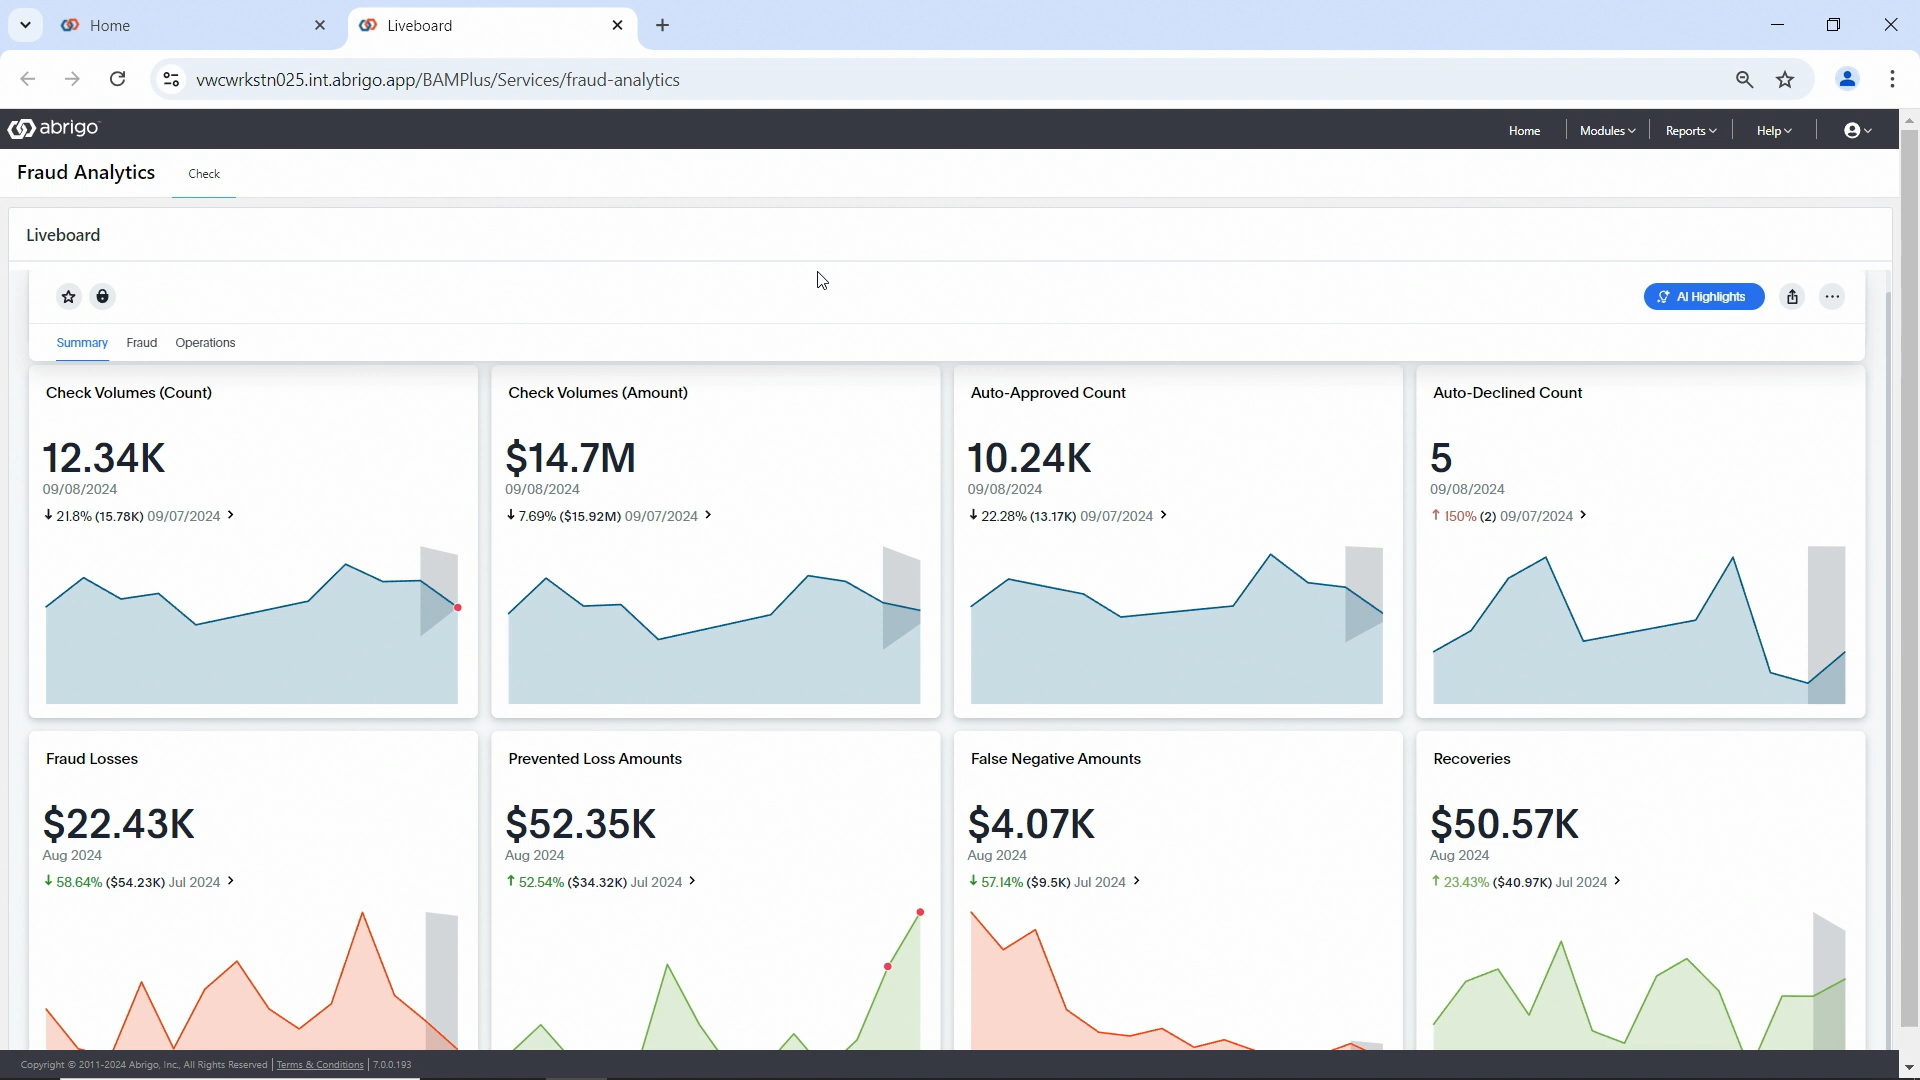 Home
Liveboard
vwcwrkstn025.int.abrigo.app/BAMPlus/Services/fraud-analytics
abrigo
Home
Modules
Reports
Help
Fraud Analytics
Check
Liveboard
AI Highlights
Summary
Fraud
Operations
Check Volumes (Count)
12.34K
09/08/2024
21.8% (15.78K) 09/07/2024
Check Volumes (Amount)
$14.7M
09/08/2024
7.69% ($15.92M) 09/07/2024
Auto-Approved Count
10.24K
09/08/2024
22.28% (13.17K) 09/07/2024
Auto-Declined Count
5
09/08/2024
150% (2) 09/07/2024
Fraud Losses
$22.43K
Aug 2024
58.64% ($54.23K) Jul 2024
Prevented Loss Amounts
$52.35K
Aug 2024
52.54% ($34.32K) Jul 2024
False Negative Amounts
$4.07K
Aug 2024
57.14% ($9.5K) Jul 2024
Recoveries
$50.57K
Aug 2024
23.43% ($40.97K) Jul 2024
Copyright © 2011-2024 Abrigo, Inc., All Rights Reserved | Terms & Conditions | 7.0.0.193